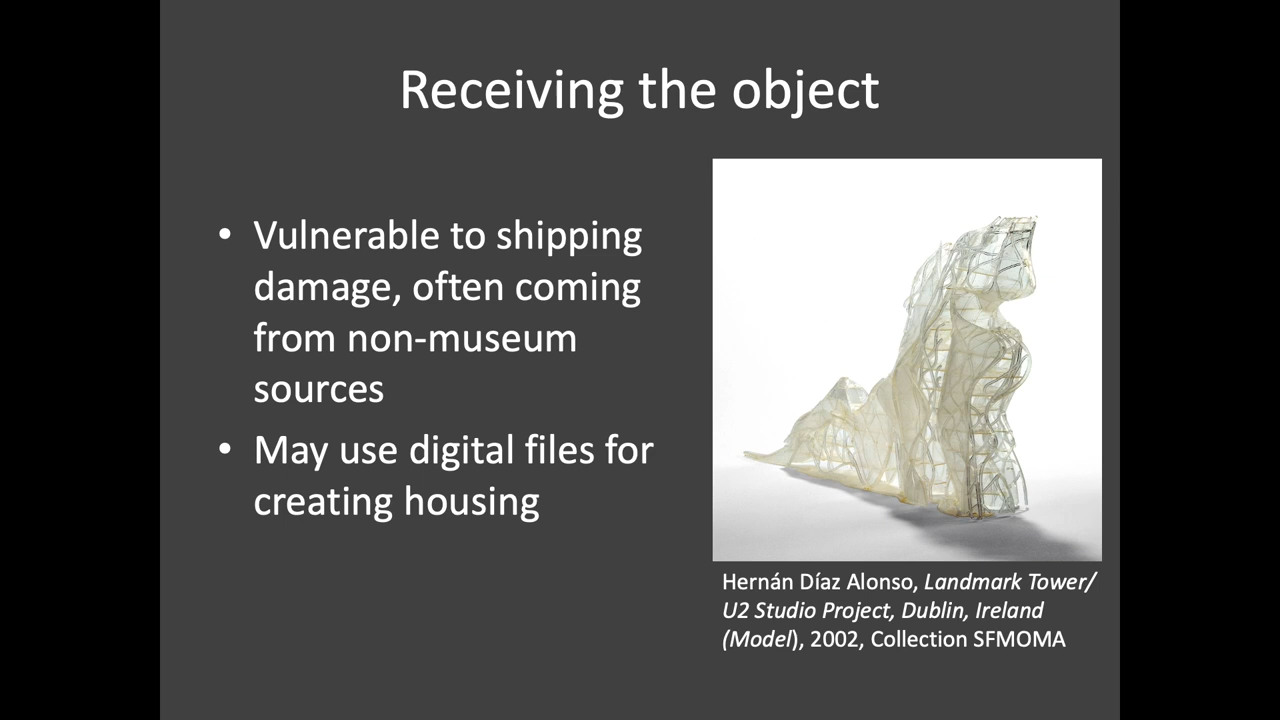 Receiving the object
• Vulnerable to shipping
damage, often coming
from non-museum
sources
• May use digital files for
creating housing
Hernán Díaz Alonso, Landmark Tower/
U2 Studio Project, Dublin, Ireland
(Model), 2002, Collection SFMOMA